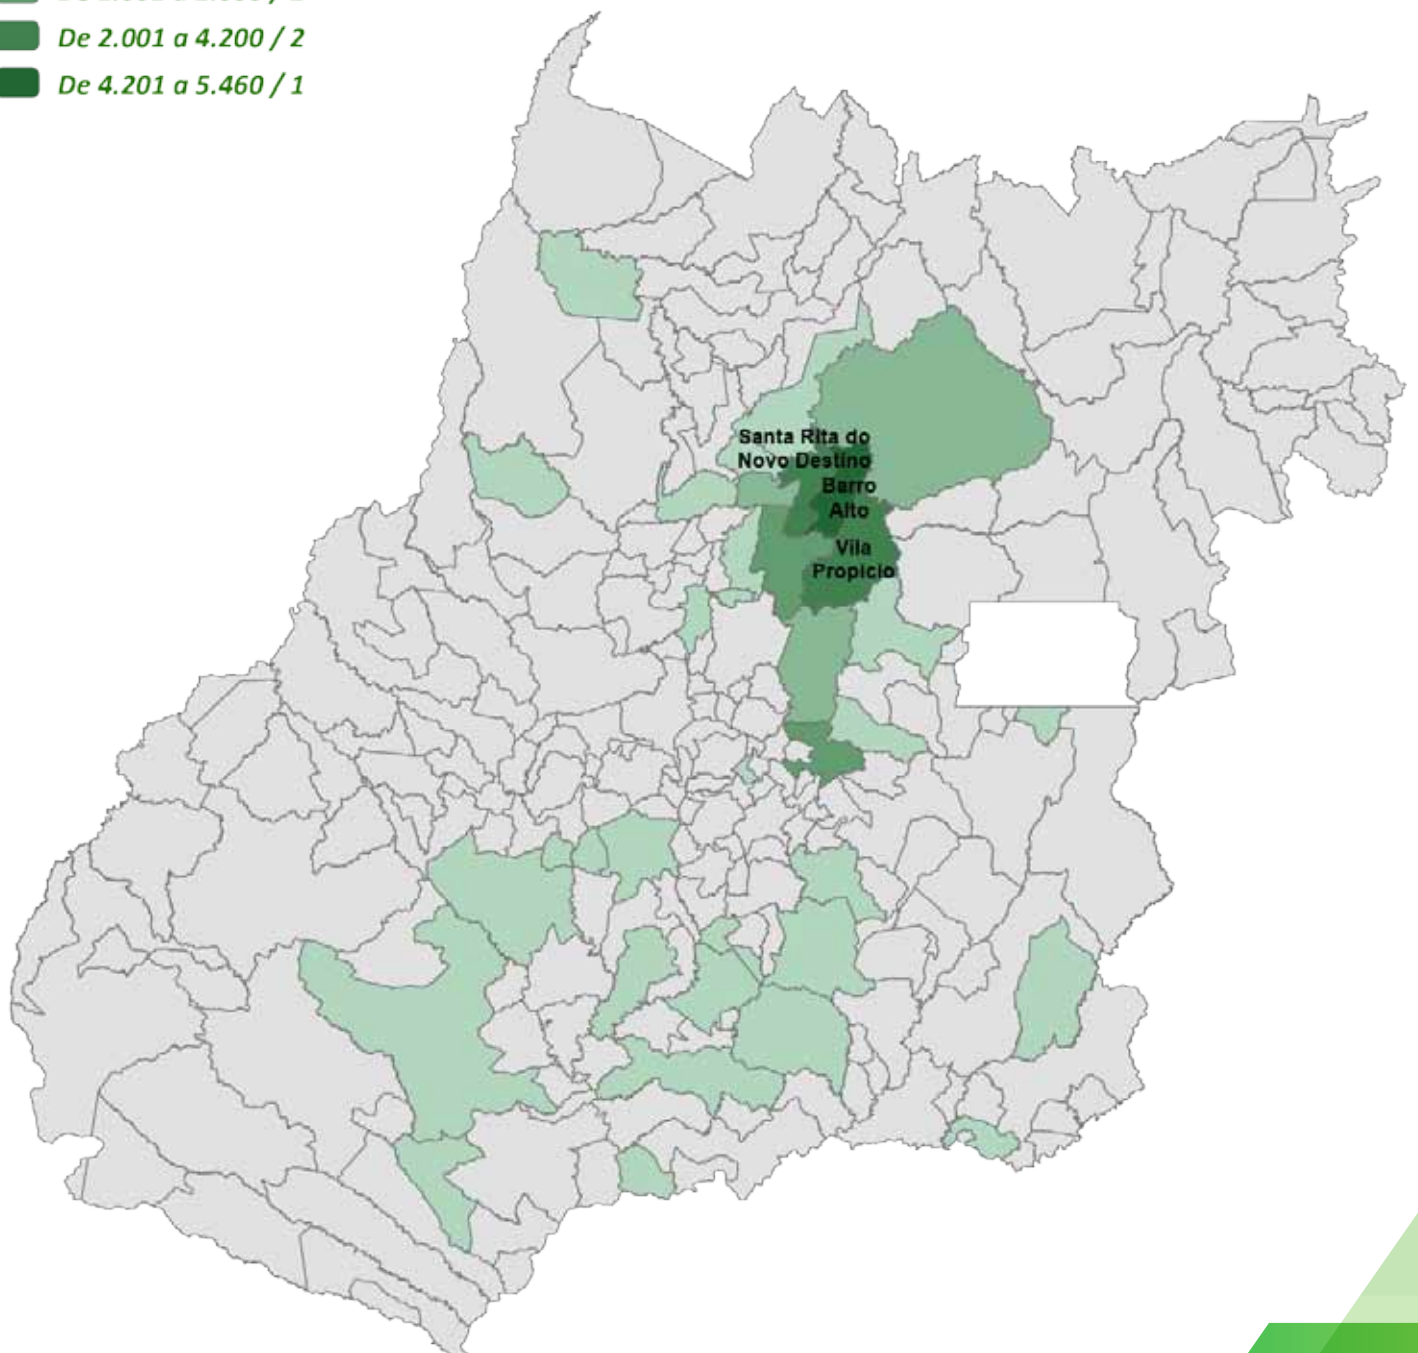 De 2.001 a 4.200 / 2
De 4.201 a 5.460 / 1
Santa Rita do
Novo Destino
Barro
Alto
Vila
Propício